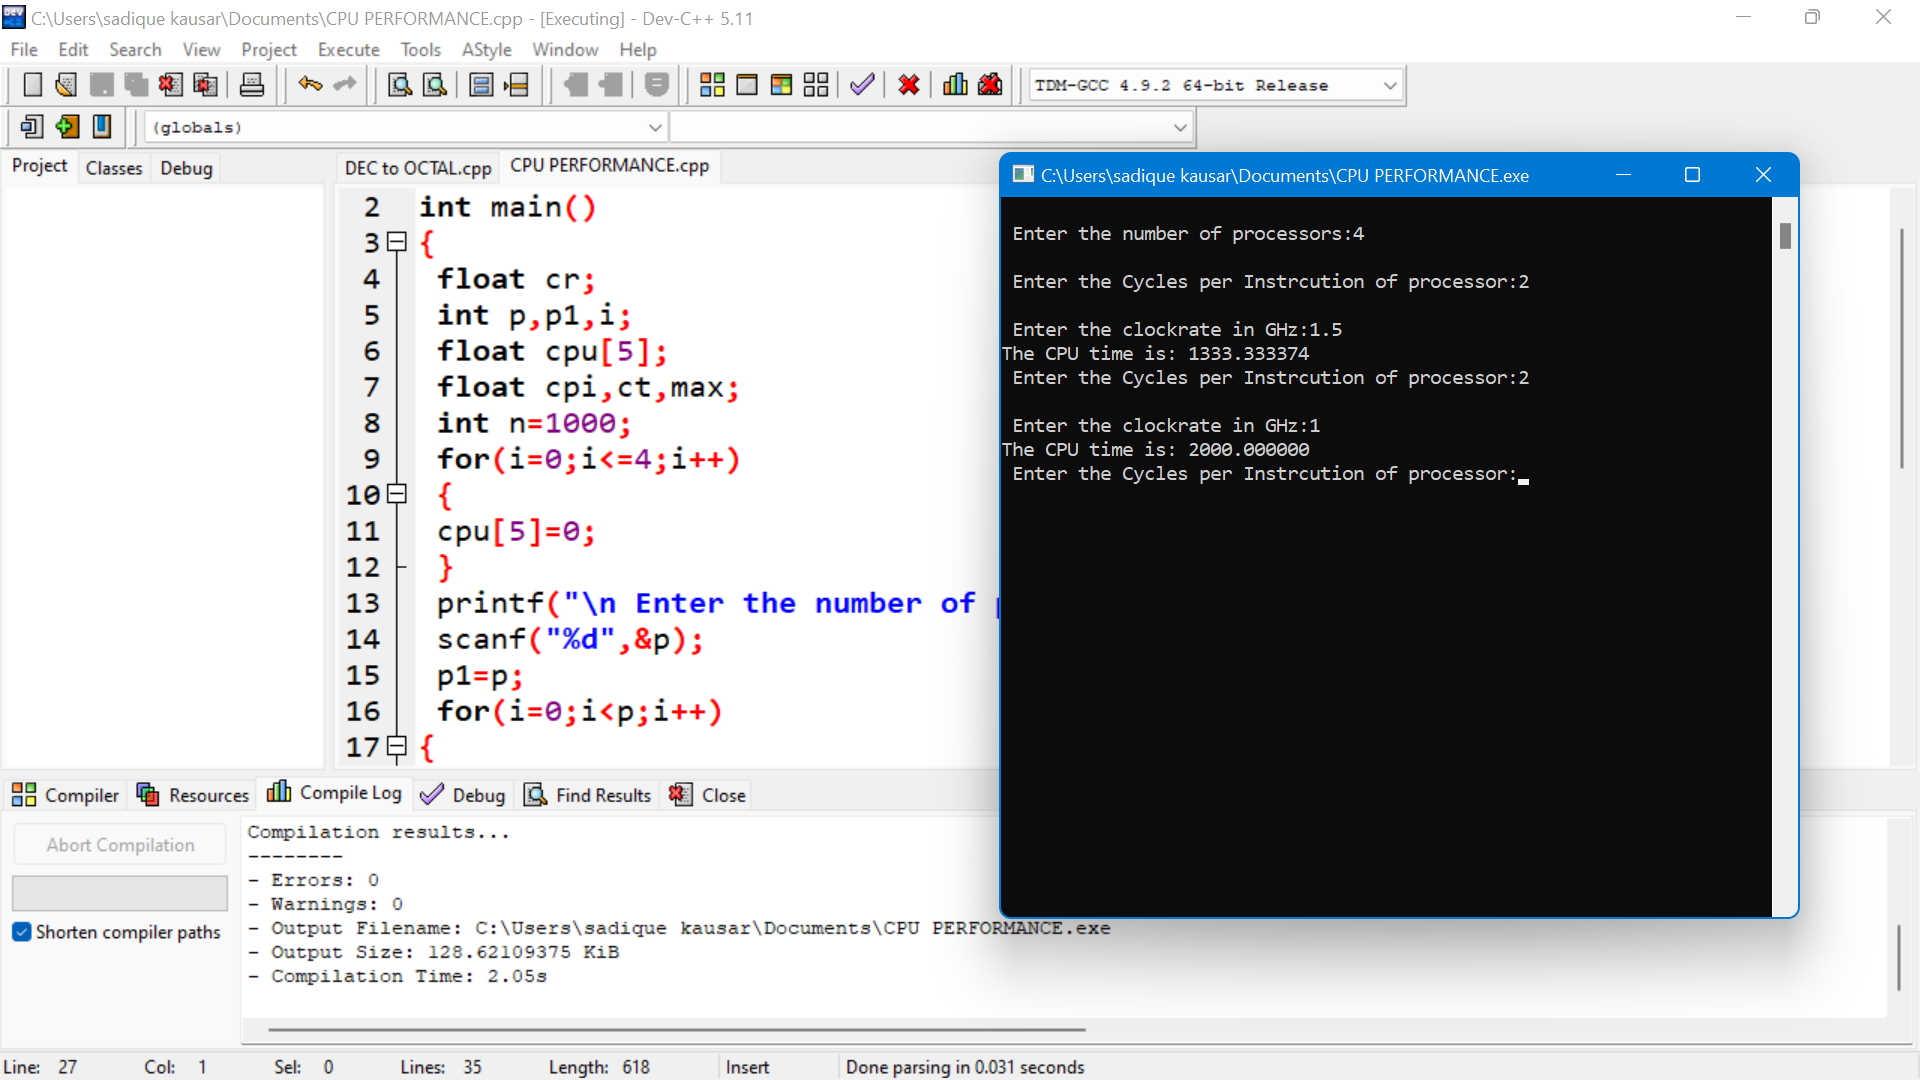 C:\Users\sadique kausar\Documents\CPU PERFORMANCE.cpp - [Executing] - Dev-C++ 5.11
File Edit Search View Project Execute Tools AStyle Window Help
TDM-GCC 4.9.2 64-bit Release
(globals)
Project Classes Debug
DEC to OCTAL.cpp CPU PERFORMANCE.cpp
2 int main()
3 {
4 float cr;
5 int p,p1,i;
6 float cpu[5];
7 float cpi,ct,max;
8 int n=1000;
9 for(i=0;i<=4;i++)
10 {
11 cpu[5]=0;
12 }
13 printf("\n Enter the number of
14 scanf("%d",&p);
15 p1=p;
16 for(i=0;i<p;i++)
17 {
C:\Users\sadique kausar\Documents\CPU PERFORMANCE.exe
Enter the number of processors:4
Enter the Cycles per Instrcution of processor:2
Enter the clockrate in GHz:1.5
The CPU time is: 1333.333374
Enter the Cycles per Instrcution of processor:2
Enter the clockrate in GHz:1
The CPU time is: 2000.000000
Enter the Cycles per Instrcution of processor:
Compiler Resources Compile Log Debug Find Results Close
Abort Compilation
Shorten compiler paths
Compilation results...
--------
- Errors: 0
- Warnings: 0
- Output Filename: C:\Users\sadique kausar\Documents\CPU PERFORMANCE.exe
- Output Size: 128.62109375 KiB
- Compilation Time: 2.05s
Line: 27 Col: 1 Sel: 0 Lines: 35 Length: 618 Insert Done parsing in 0.031 seconds